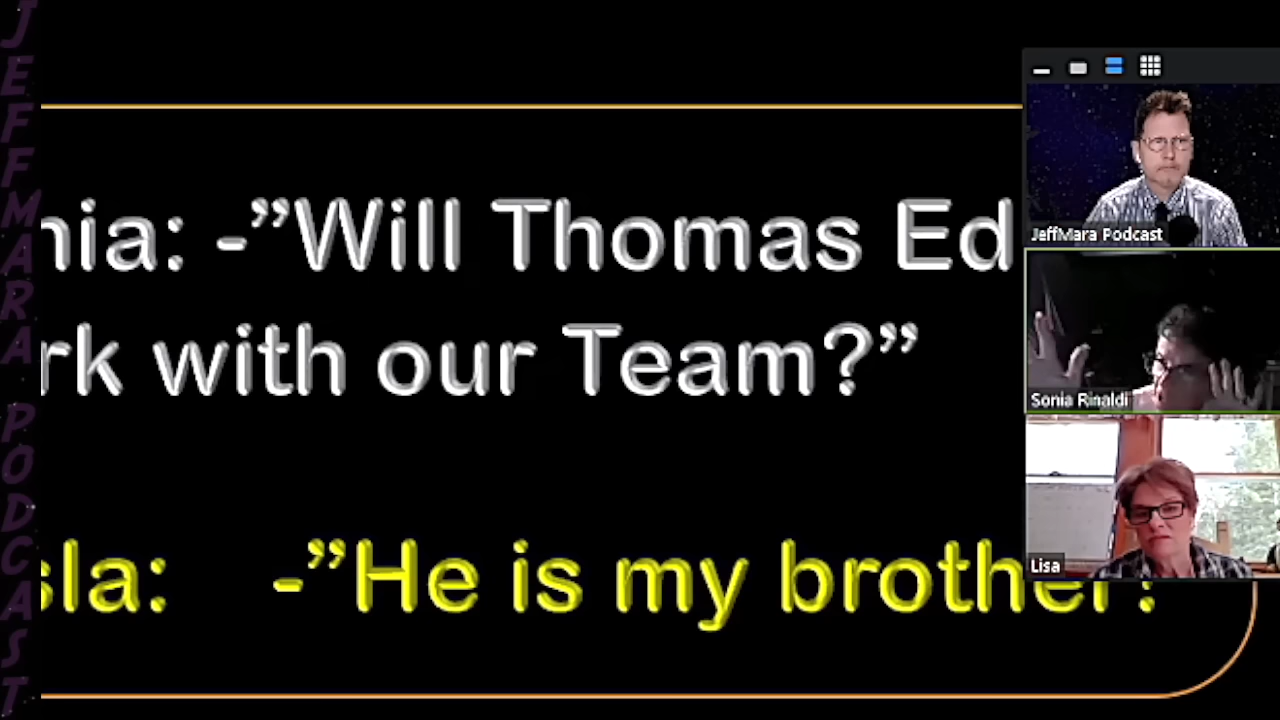 JEFFMARA PODCAST
nia: -”Will Thomas Ed
rk with our Team?”
sla: -”He is my brother!
JeffMara Podcast
Sonia Rinaldi
Lisa